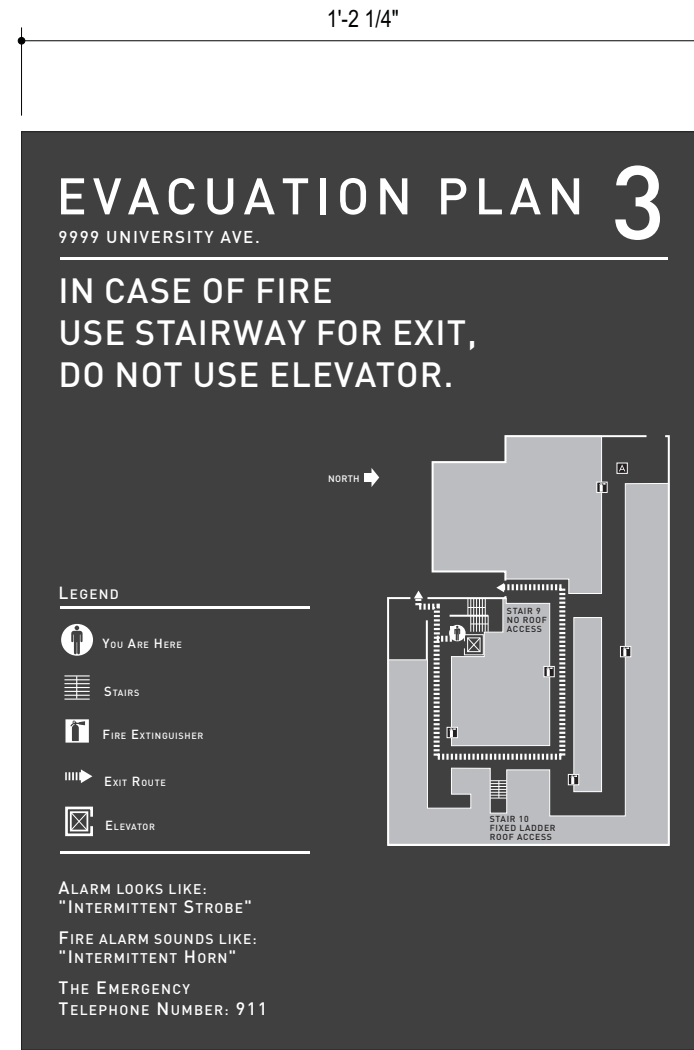 1'-2 1/4"
EVACUATION PLAN 3
9999 UNIVERSITY AVE.
IN CASE OF FIRE
USE STAIRWAY FOR EXIT,
DO NOT USE ELEVATOR.
NORTH
A
STAIR 9
NO ROOF
ACCESS
STAIR 10
FIXED LADDER
ROOF ACCESS
LEGEND
YOU ARE HERE
STAIRS
FIRE EXTINGUISHER
EXIT ROUTE
ELEVATOR
ALARM LOOKS LIKE:
"INTERMITTENT STROBE"
FIRE ALARM SOUNDS LIKE:
"INTERMITTENT HORN"
THE EMERGENCY
TELEPHONE NUMBER: 911